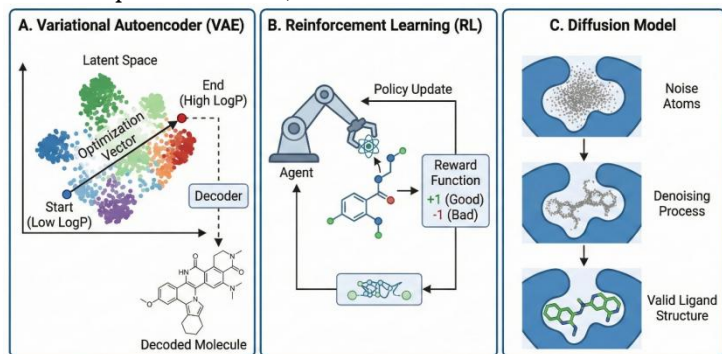 A. Variational Autoencoder (VAE)
Latent Space
End
(High LogP)
Optimization
Vector
Decoder
Start
(Low LogP)
O
NH
N
O
N
O
N
Decoded Molecule
B. Reinforcement Learning (RL)
Policy Update
Agent
Reward
Function
+1 (Good)
-1 (Bad)
C. Diffusion Model
Noise
Atoms
Denoising
Process
Valid Ligand
Structure